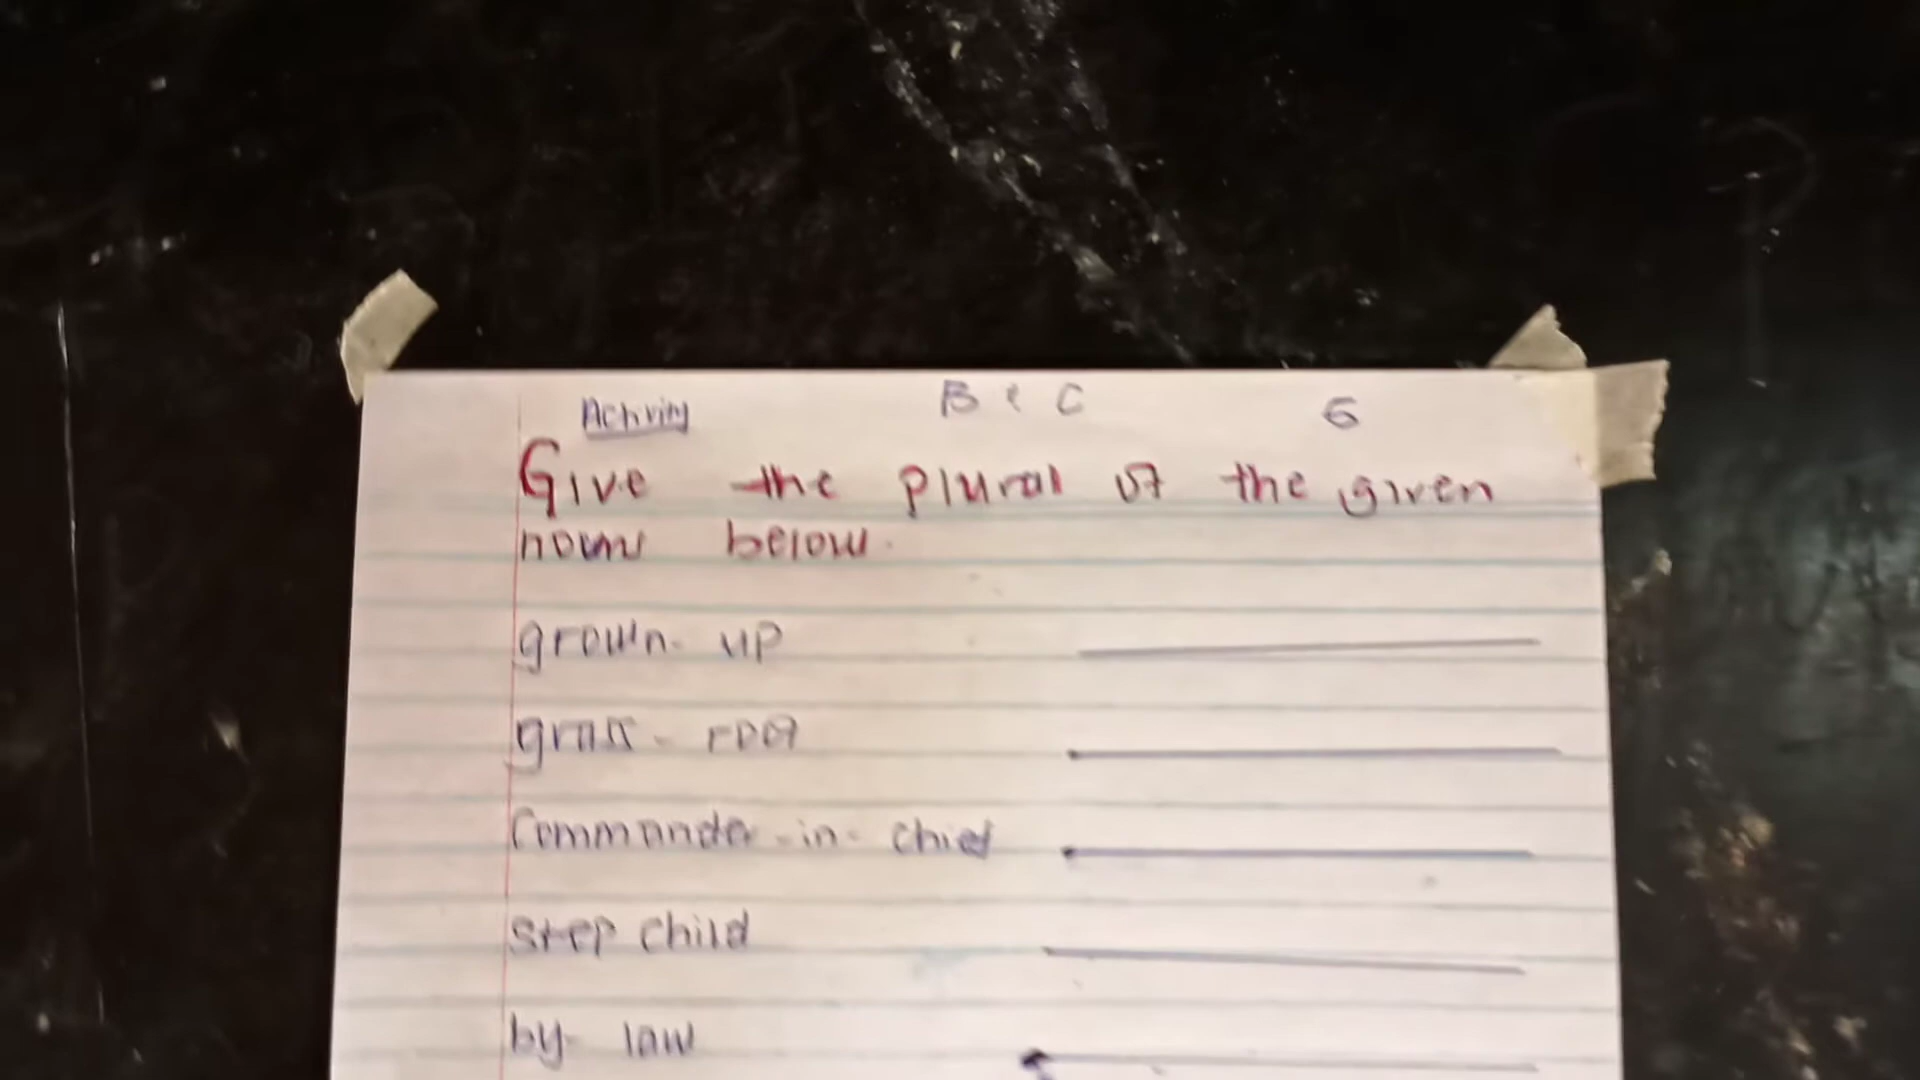 Activity B & C 6
Give the plural of the given
nouns below.
grown-up
grass-root
Commander-in-chief
step child
by-law